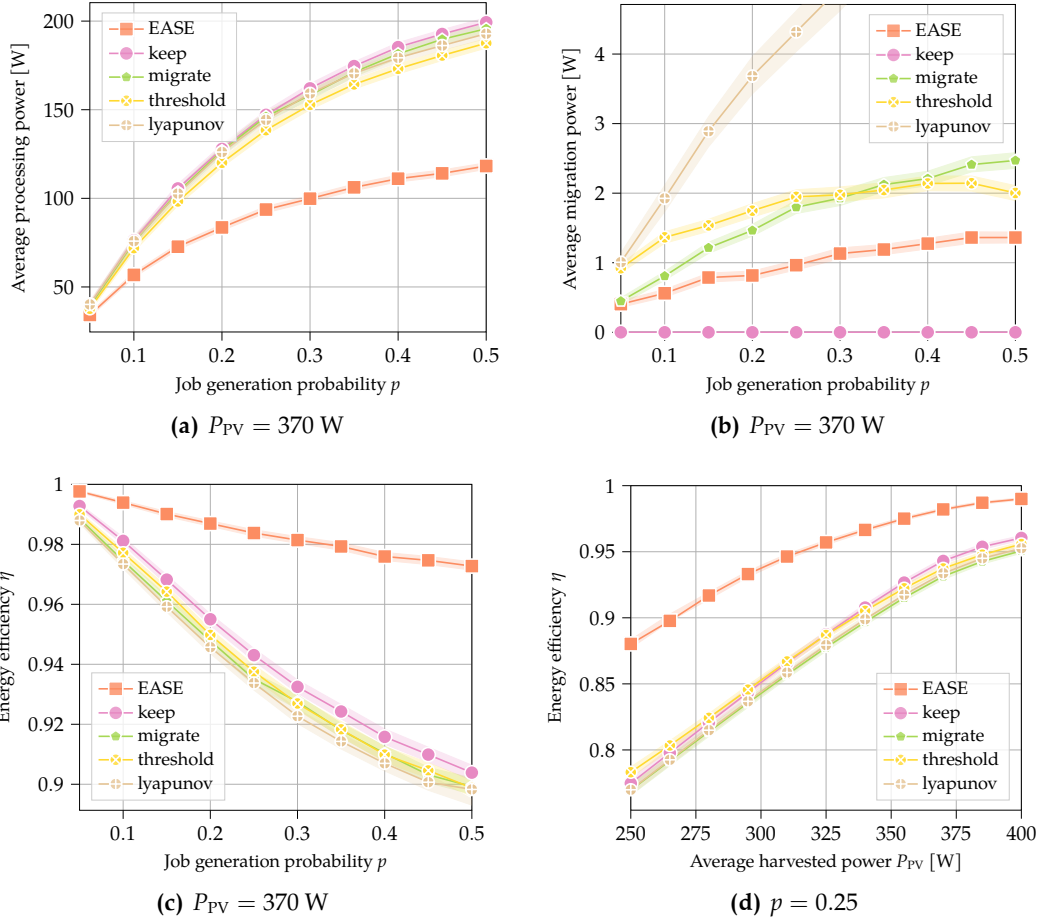 Average processing power [W]
200
150
100
50
EASE
keep
migrate
threshold
lyapunov
0.1 0.2 0.3 0.4 0.5
Job generation probability p
(a) P_PV = 370 W
Average migration power [W]
4
3
2
1
0
EASE
keep
migrate
threshold
lyapunov
0.1 0.2 0.3 0.4 0.5
Job generation probability p
(b) P_PV = 370 W
Energy efficiency η
1
0.98
0.96
0.94
0.92
0.9
EASE
keep
migrate
threshold
lyapunov
0.1 0.2 0.3 0.4 0.5
Job generation probability p
(c) P_PV = 370 W
Energy efficiency η
1
0.95
0.9
0.85
0.8
EASE
keep
migrate
threshold
lyapunov
250 275 300 325 350 375 400
Average harvested power P_PV [W]
(d) p = 0.25